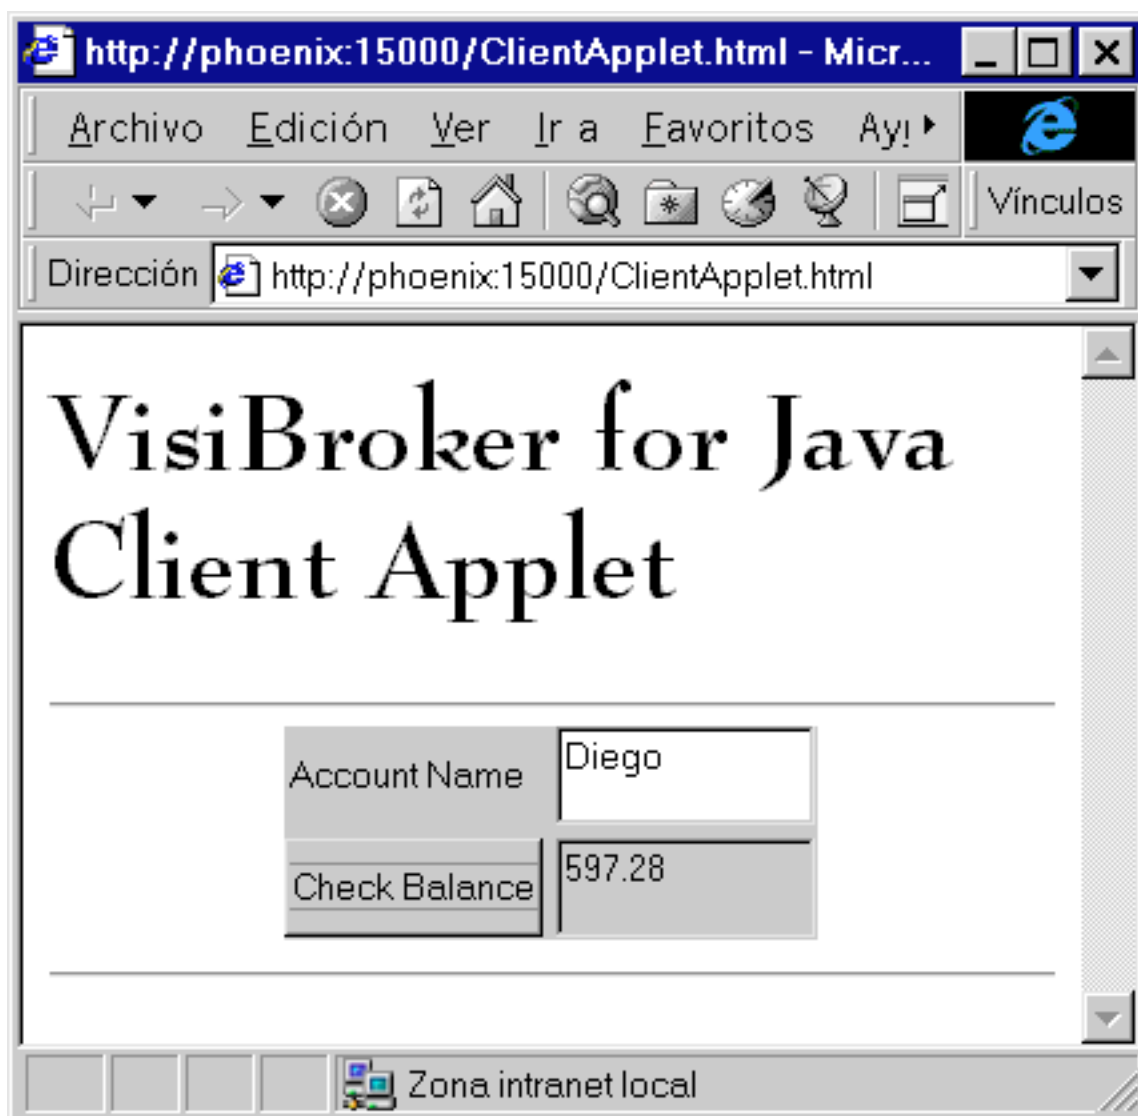 http://phoenix:15000/ClientApplet.html - Micr...
Archivo Edición Ver Ir a Favoritos
Vínculos
Dirección http://phoenix:15000/ClientApplet.html
VisiBroker for Java
Client Applet
Account Name Diego
Check Balance 597.28
Zona intranet local